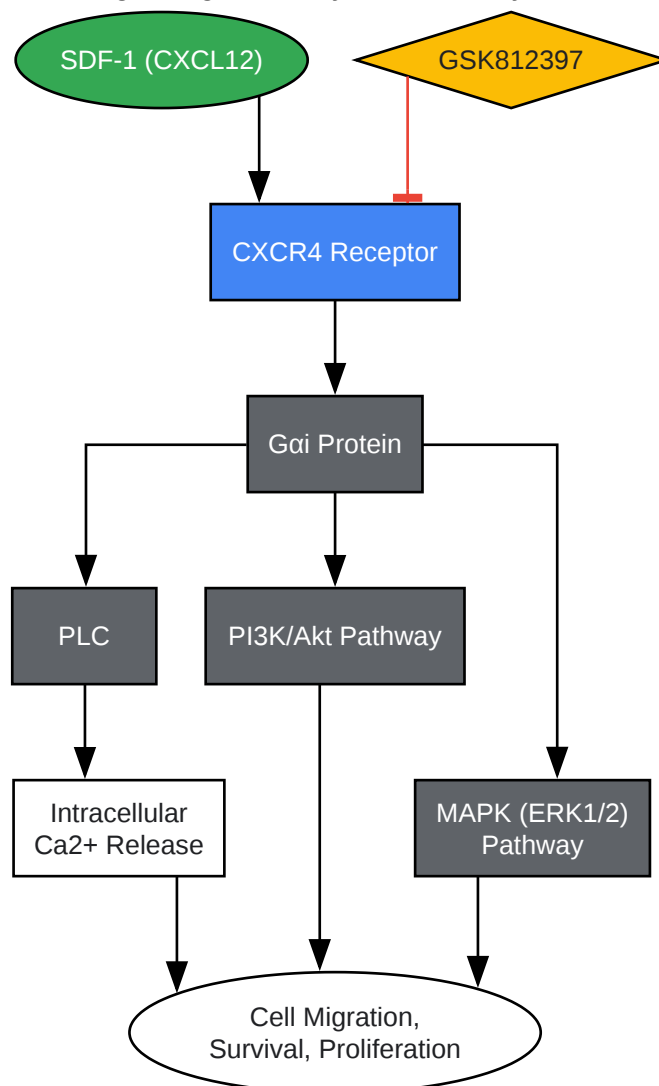 SDF-1 (CXCL12)
GSK812397
CXCR4 Receptor
Gαi Protein
PLC
PI3K/Akt Pathway
Intracellular
Ca2+ Release
MAPK (ERK1/2)
Pathway
Cell Migration,
Survival, Proliferation